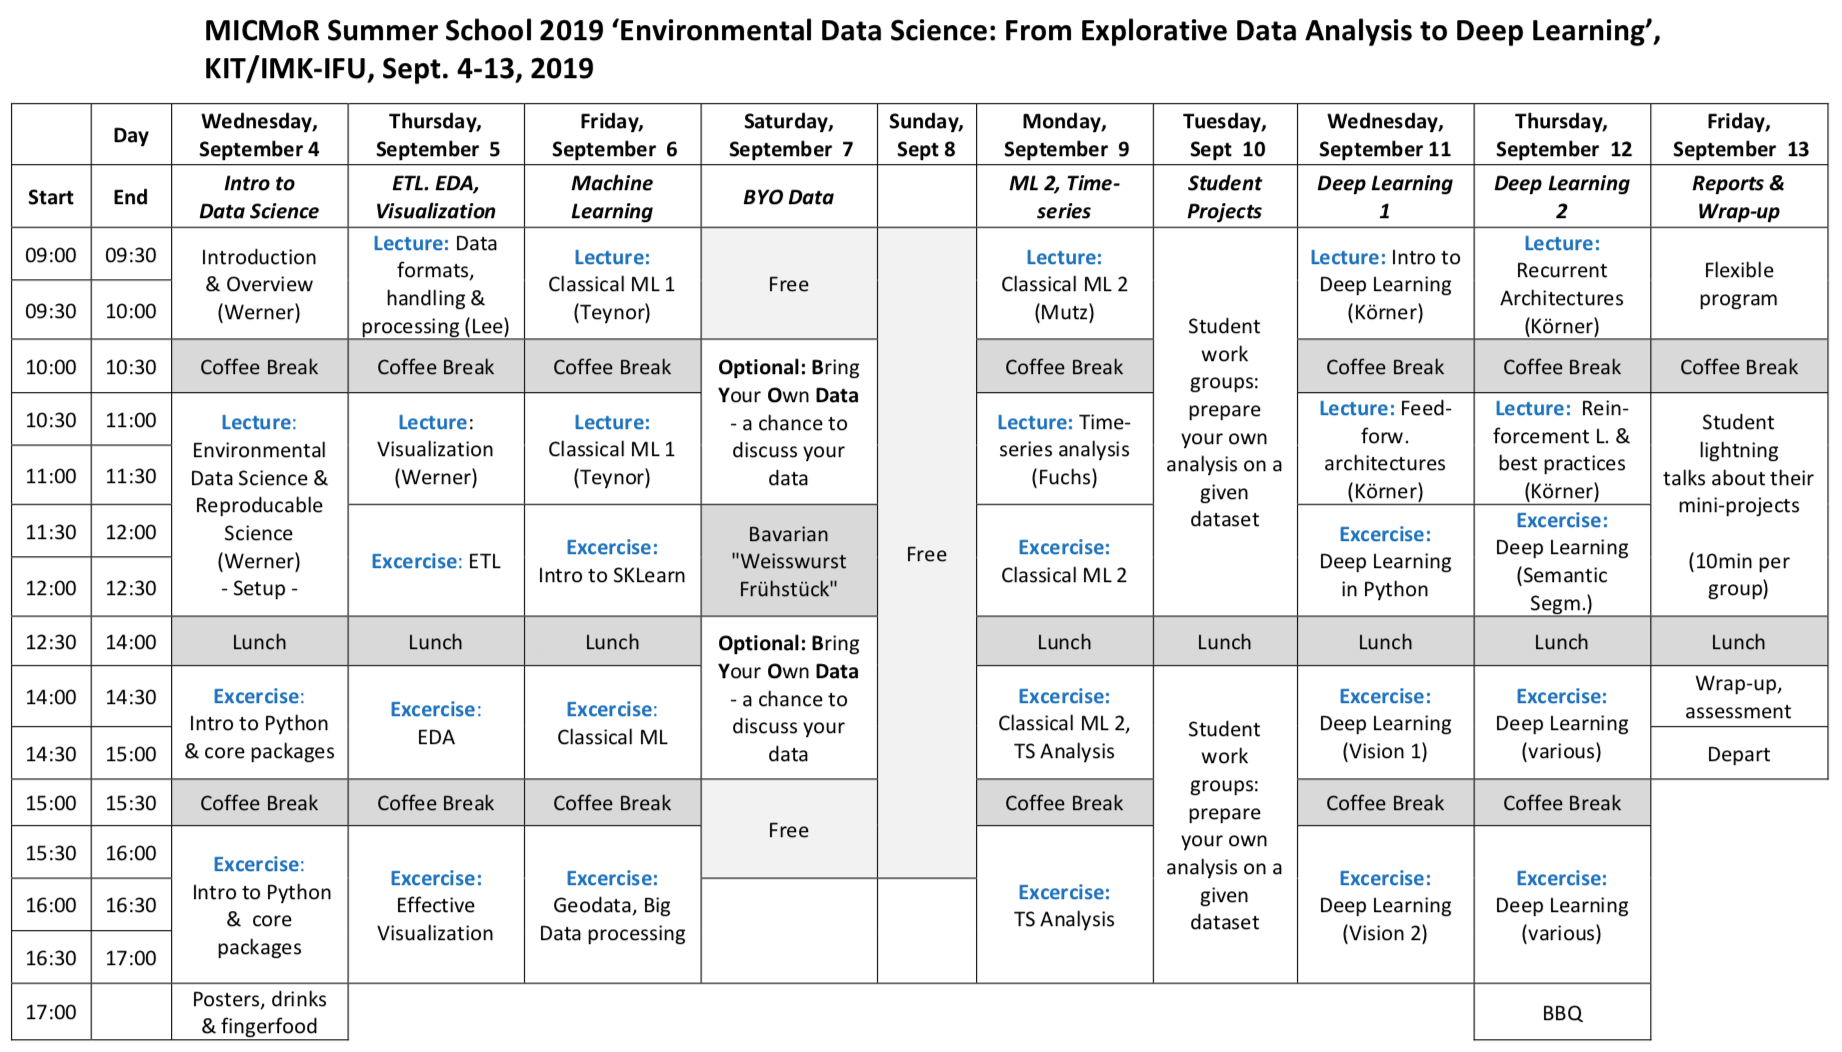 MICMoR Summer School 2019 ‘Environmental Data Science: From Explorative Data Analysis to Deep Learning’,
KIT/IMK-IFU, Sept. 4-13, 2019
Day
Wednesday,
September 4
Thursday,
September 5
Friday,
September 6
Saturday,
September 7
Sunday,
Sept 8
Monday,
September 9
Tuesday,
Sept 10
Wednesday,
September 11
Thursday,
September 12
Friday,
September 13
Start
End
Intro to
Data Science
ETL. EDA,
Visualization
Machine
Learning
BYO Data
ML 2, Time-
series
Student
Projects
Deep Learning
1
Deep Learning
2
Reports &
Wrap-up
09:00
09:30
09:30
10:00
Introduction
& Overview
(Werner)
Lecture: Data
formats,
handling &
processing (Lee)
Lecture:
Classical ML 1
(Teynor)
Free
Free
Lecture:
Classical ML 2
(Mutz)
Student
work
groups:
prepare
your own
analysis on a
given
dataset
Lecture: Intro to
Deep Learning
(Körner)
Lecture:
Recurrent
Architectures
(Körner)
Flexible
program
10:00
10:30
Coffee Break
Coffee Break
Coffee Break
Optional: Bring
Your Own Data
- a chance to
discuss your
data
Coffee Break
Coffee Break
Coffee Break
Coffee Break
10:30
11:00
11:00
11:30
Lecture:
Environmental
Data Science &
Reproducable
Science
(Werner)
- Setup -
Lecture:
Visualization
(Werner)
Lecture:
Classical ML 1
(Teynor)
Lecture: Time-
series analysis
(Fuchs)
Lecture: Feed-
forw.
architectures
(Körner)
Lecture: Rein-
forcement L. &
best practices
(Körner)
Student
lightning
talks about their
mini-projects
(10min per
group)
11:30
12:00
12:00
12:30
Excercise: ETL
Excercise:
Intro to SKLearn
Bavarian
"Weisswurst
Frühstück"
Excercise:
Classical ML 2
Excercise:
Deep Learning
in Python
Excercise:
Deep Learning
(Semantic
Segm.)
12:30
14:00
Lunch
Lunch
Lunch
Optional: Bring
Your Own Data
- a chance to
discuss your
data
Lunch
Lunch
Lunch
Lunch
Lunch
14:00
14:30
14:30
15:00
Excercise:
Intro to Python
& core packages
Excercise:
EDA
Excercise:
Classical ML
Excercise:
Classical ML 2,
TS Analysis
Student
work
groups:
prepare
your own
analysis on a
given
dataset
Excercise:
Deep Learning
(Vision 1)
Excercise:
Deep Learning
(various)
Wrap-up,
assessment
Depart
15:00
15:30
Coffee Break
Coffee Break
Coffee Break
Free
Coffee Break
Coffee Break
Coffee Break
15:30
16:00
16:00
16:30
16:30
17:00
Excercise:
Intro to Python
& core
packages
Excercise:
Effective
Visualization
Excercise:
Geodata, Big
Data processing
Excercise:
TS Analysis
Excercise:
Deep Learning
(Vision 2)
Excercise:
Deep Learning
(various)
17:00
Posters, drinks
& fingerfood
BBQ